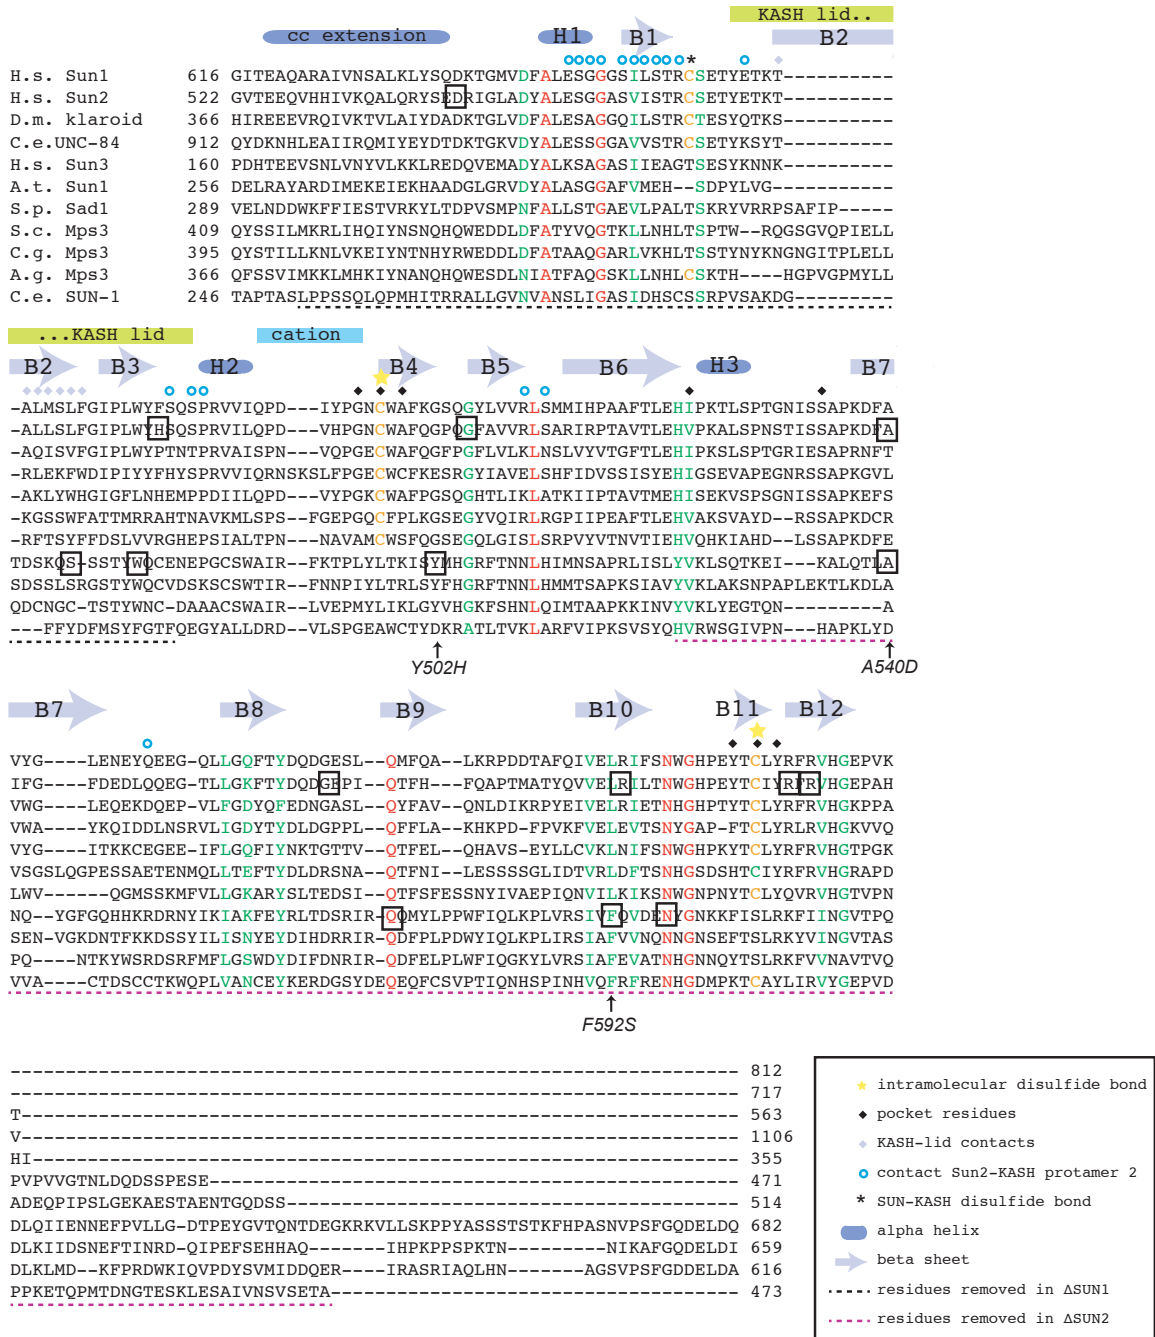 KASH lid..
cc extension H1 B1 B2
*
H.s. Sun1 616 GITEAQARAIVNSALKLYSQDKTGMVDFALESGGGSILSTRCSETYETKT-----------
H.s. Sun2 522 GVTEEQVHHIVKQALQRYSEDRIGLADYALESGGASVISTRCSETYETKT-----------
D.m. klaroid 366 HIREEEVRQIVKTVLAIYDADKTGLVDFALESAGGQILSTRCTESYQTKS-----------
C.e.UNC-84 912 QYDKNHLEAIIRQMIYEYDTDKTGKVDYALESSGGAVVSTRCSETYKSYT-----------
H.s. Sun3 160 PDHTEEVSNLVNYVLKKLREDQVEMADYALKSAGASIIEAGTSESYKNNK-----------
A.t. Sun1 256 DELRAYARDIMEKEIEKHAADGLGRVDYALASGGAFVMEH--SDPYLVG------------
S.p. Sad1 289 VELNDDWKFFIESTVRKYLTDPVSMPNFALLSTGAEVLPALTSKRYVRRPSAFIP------
S.c. Mps3 409 QYSSILMKRLIHQIYNSNQHQWEDDLDFATYVQGTKLLNHLTSPTW--RQGSGVQPIELL
C.g. Mps3 395 QYSTILLKNLVKEIYNTNHYRWEDDLDFATAAQGARLVKHLTSSTYNYKNGNGITPLELL
A.g. Mps3 366 QFSSVIMKKLMHKIYNANQHQWESDLNIATFAQGSKLLNHLCSKTH----HGPVGPMYLL
C.e. SUN-1 246 TAPTASLPPSSQLQPMHITRRALLGVNVANSLIGASIDHSCSSRPVSAKDG----------
...KASH lid cation
B2 B3 H2 B4 B5 B6 H3 B7
-ALMSLFGIPLWYFSQSPRVVIQPD---IYPGNCWAFKGSQGYLVVRLSMMIHPAAFTLEHIPKTLSPTGNISSAPKDFA
-ALLSLFGIPLWYHSQSPRVILQPD---VHPGNCWAFQGPQGFAVVRLSARIRPTAVTLEHVPKALSPNSTISSAPKDFA
-AQISVFGIPLWYPTNTPRVAISPN---VQPGECWAFQGFPGFLVLKLNSLVYVTGFTLEHIPKSLSPTGRIESAPRNFT
-RLEKFWDIPIYYFHYSPRVVIQRNSKSLFPGECWCFKESRGYIAVELSHFIDVSSISYEHIGSEVAPEGNRSSAPKGVL
-AKLYWHGIGFLNHEMPPDIILQPD---VYPGKCWAFPGSQGHTLIKLATKIIPTAVTMEHISEKVSPSGNISSAPKEFS
-KGSSWFATTMRRAHTNAVKMLSPS--FGEPGQCFPLKGSEGYVQIRLRGPIIPEAFTLEHVAKSVAYD--RSSAPKDCR
-RFTSYFFDSLVVRGHEPSIALTPN---NAVAMCWSFQGSEGQLGISLSRPVYVTNVTIEHVQHKIAHD--LSSAPKDFE
TDSKQS-SSTYWQCENEPGCSWAIR---FKTPLYLTKISYMHGRFTNNLHIMNSAPRLISLYVKLSQTKEI--KALQTLA
SDSSLSRGSTYWQCVDSKSCSWTIR---FNNPIYLTRLSYFHGRFTNNLHMMTSAPKSIAVYVKLAKSNPALEKTLKDLA
QDCNGC-TSTYWNC-DAAACSWAIR---LVEPMYLIKLGYVHGKFSHNLQIMTAAPKKINVYVKLYEGTQN--------A
---FFYDFMSYFGTFQEGYALLDRD---VLSPGEAWCTYDKRATLTVKLARFVIPKSVSYQHVRWSGIVPN---HAPKLYD
Y502H A540D
B7 B8 B9 B10 B11 B12
VYG----LENEYQEEG-QLLGQFTYDQDGESL--QMFQA--LKRPDDTAFQIVELRIFSNWGHPEYTCLYRFRVHGEPVK
IFG----FDEDLQQEG-TLLGKFTYDQDGEPI--QTFH--FQAPTMATYQVVELRILTNWGHPEYTCIYRFRVHGEPAH
VWG----LEQEKDQEP-VLFGDYQFEDNGASL--QYFAV--QNLDIKRPYEIVELRIETNHGHPTYTCLYRFRVHGKPPA
VWA----YKQIDDLNSRVLIGDYTYDLDGPPL--QFFLA--KHKPD-FPVKFVELEVTSNYGAP-FTCLYRLRVHGKVVQ
VYG----ITKKCEGEE-IFLGQFIYNKTGTTV--QTFEL--QHAVS-EYLLCVKLNIFSNWGHPKYTCLYRFRVHGTPGK
VSGSLQGPESSAETENMQLLTEFTYDLDRSNA--QTFNI--LESSSSGLIDTVRLDFTSNHGSDSHTCIYRFRVHGRAPD
LWV------QGMSSKMFVLLGKARYSLTEDSI--QTFSFESSNYIVAEPIQNVILKIKSNWGNPNYTCLYQVRVHGTVPN
NQ--YGFGQHHKRDRNYIKIAKFEYRLTDSRIR-QQMYLPPWFIQLKPLVRSIVFQVDENYGNKKFISLRKFIINGVTPQ
SEN-VGKDNTFKKDSSYILISNYEYDIHDRRIR-QDFPLPDWYIQLKPLIRSIAFVVNQNNGNSEFTSLRKYVINGVTAS
PQ---NTKYWSRDSRFMFLGSWDYDIFDNRIR-QDFELPLWFIQGKYLVRSIAFEVATNHGNNQYTSLRKFVVNAVTVQ
VVA----CTDSCCTKWQPLVANCEYKERDGSYDEQEQFCSVPTIQNHSPINHVQFRFRENHGDMPKTCAYLIRVYGEPVD
F592S
------------------------------------------------------------------ 812
------------------------------------------------------------------ 717
T----------------------------------------------------------------- 563
V----------------------------------------------------------------- 1106
HI---------------------------------------------------------------- 355
PVPVVGTNLDQDSSPESE------------------------------------------------ 471
ADEQPIPSLGEKAESTAENTGQDSS----------------------------------------- 514
DLQIIENNEFPVLLG-DTPEYGVTQNTDEGKRKVLLSKPPYASSSTSTKFHPASNVPSFGQDELDQ 682
DLKIIDSNEFTINRD-QIPEFSEHHAQ------IHPKPPSPKTN---------NIKAFGQDELDI 659
DLKLMD--KFPRDWKIQVPDYSVMIDDQER----IRASRIAQLHN------AGSVPSFGDDELDA 616
PPKETQPMTDNGTESKLESAIVNSVSETA------------------------------------- 473
intramolecular disulfide bond
pocket residues
KASH-lid contacts
contact Sun2-KASH protamer 2
* SUN-KASH disulfide bond
alpha helix
beta sheet
residues removed in ΔSUN1
residues removed in ΔSUN2